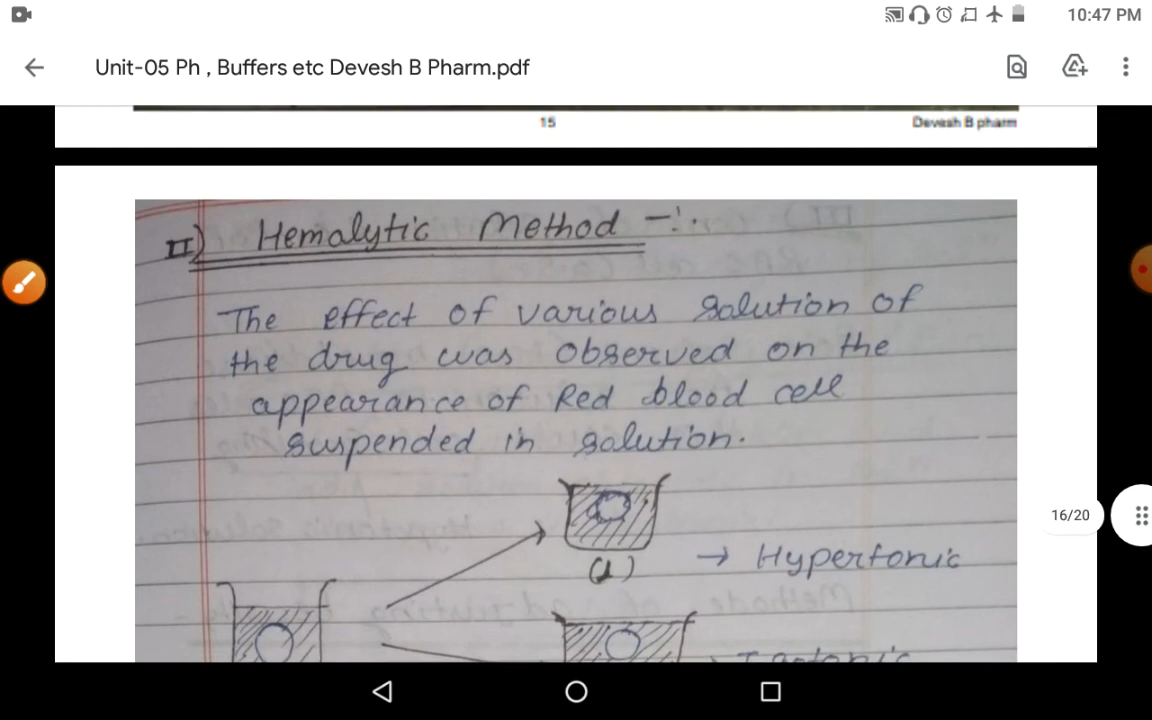 10:47 PM
Unit-05 Ph , Buffers etc Devesh B Pharm.pdf
15
Devesh B pharm
II) Hemalytic Method -:.
The effect of various solution of
the drug was observed on the
appearance of Red blood cell
suspended in solution.
(1)
→ Hypertonic
16/20